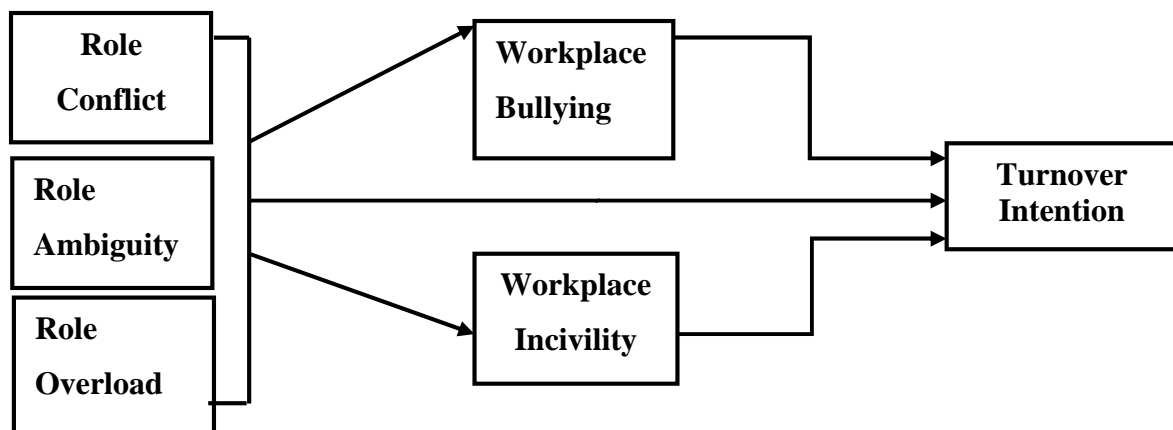 Role
Conflict
Role
Ambiguity
Role
Overload
Workplace
Bullying
Workplace
Incivility
Turnover
Intention